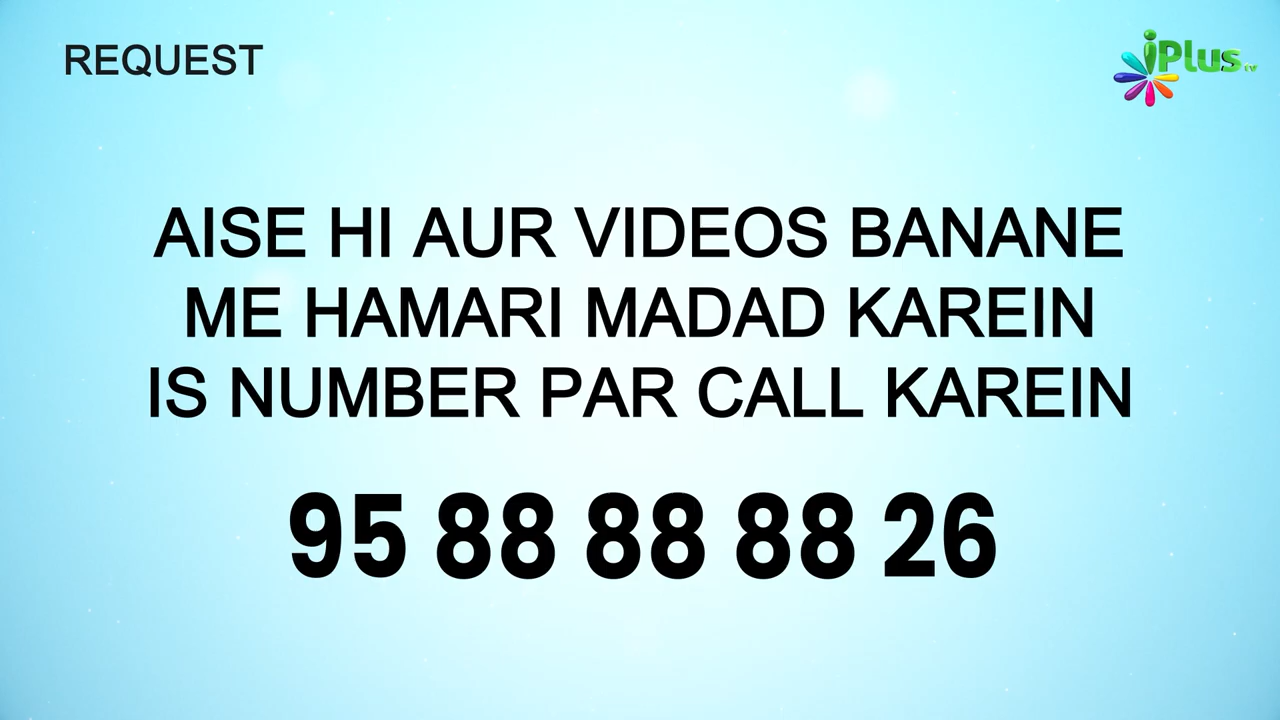 REQUEST
iPlus tv
AISE HI AUR VIDEOS BANANE
ME HAMARI MADAD KAREIN
IS NUMBER PAR CALL KAREIN
95 88 88 88 26